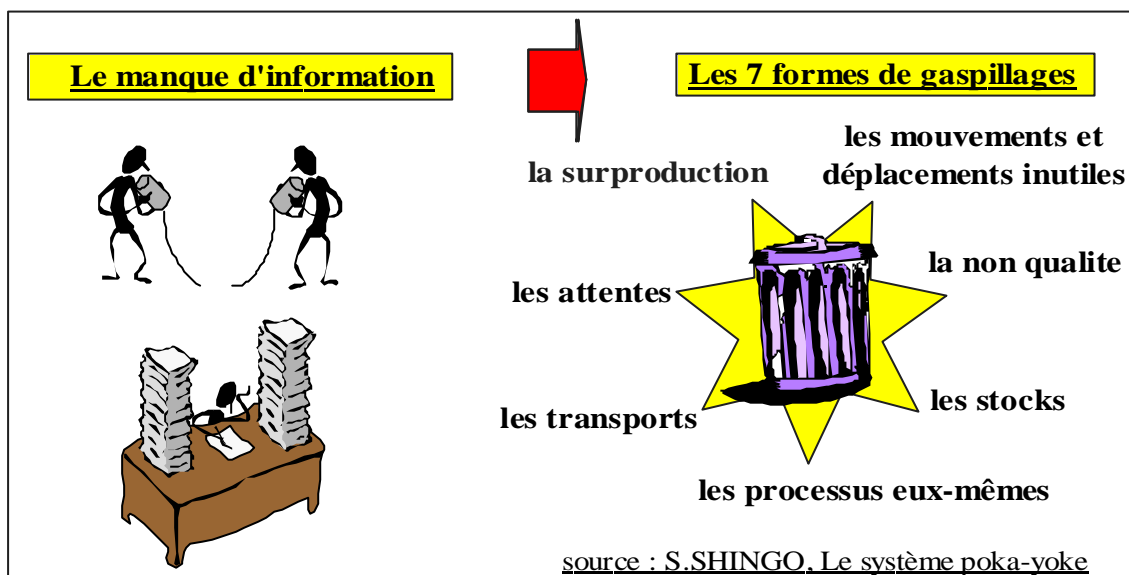 Le manque d'information
Les 7 formes de gaspillages
les mouvements et
déplacements inutiles
la surproduction
la non qualite
les attentes
les stocks
les transports
les processus eux-mêmes
source : S.SHINGO, Le système poka-yoke